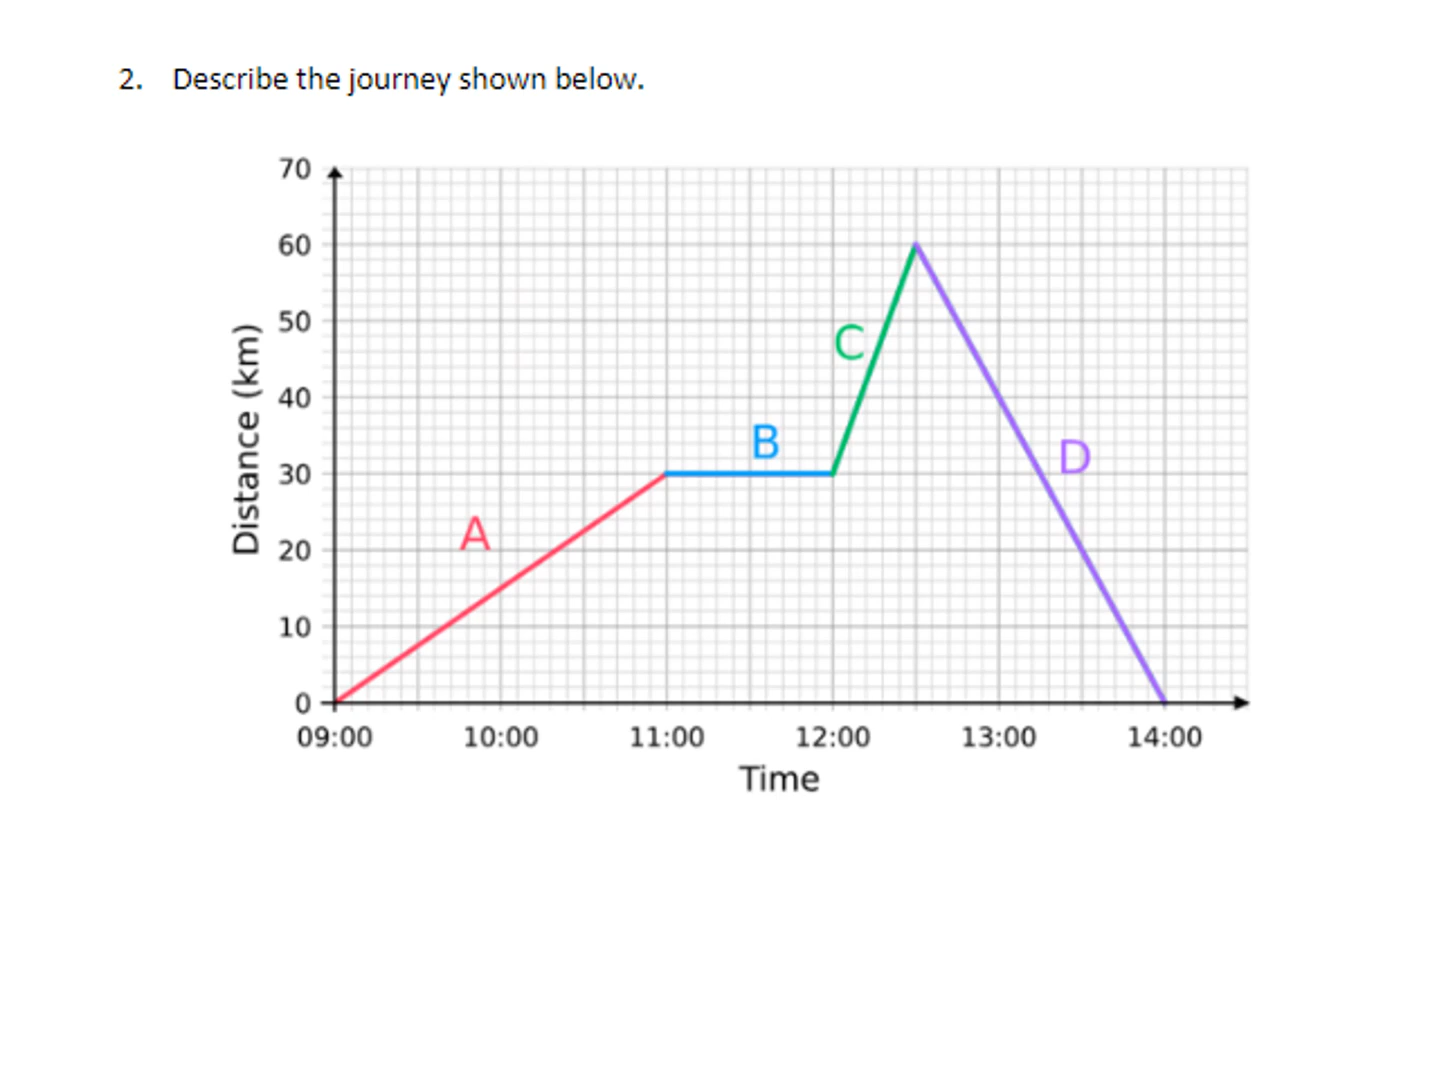 2. Describe the journey shown below.
70
60
50
40
30
20
10
0
Distance (km)
A
B
C
D
09:00 10:00 11:00 12:00 13:00 14:00
Time